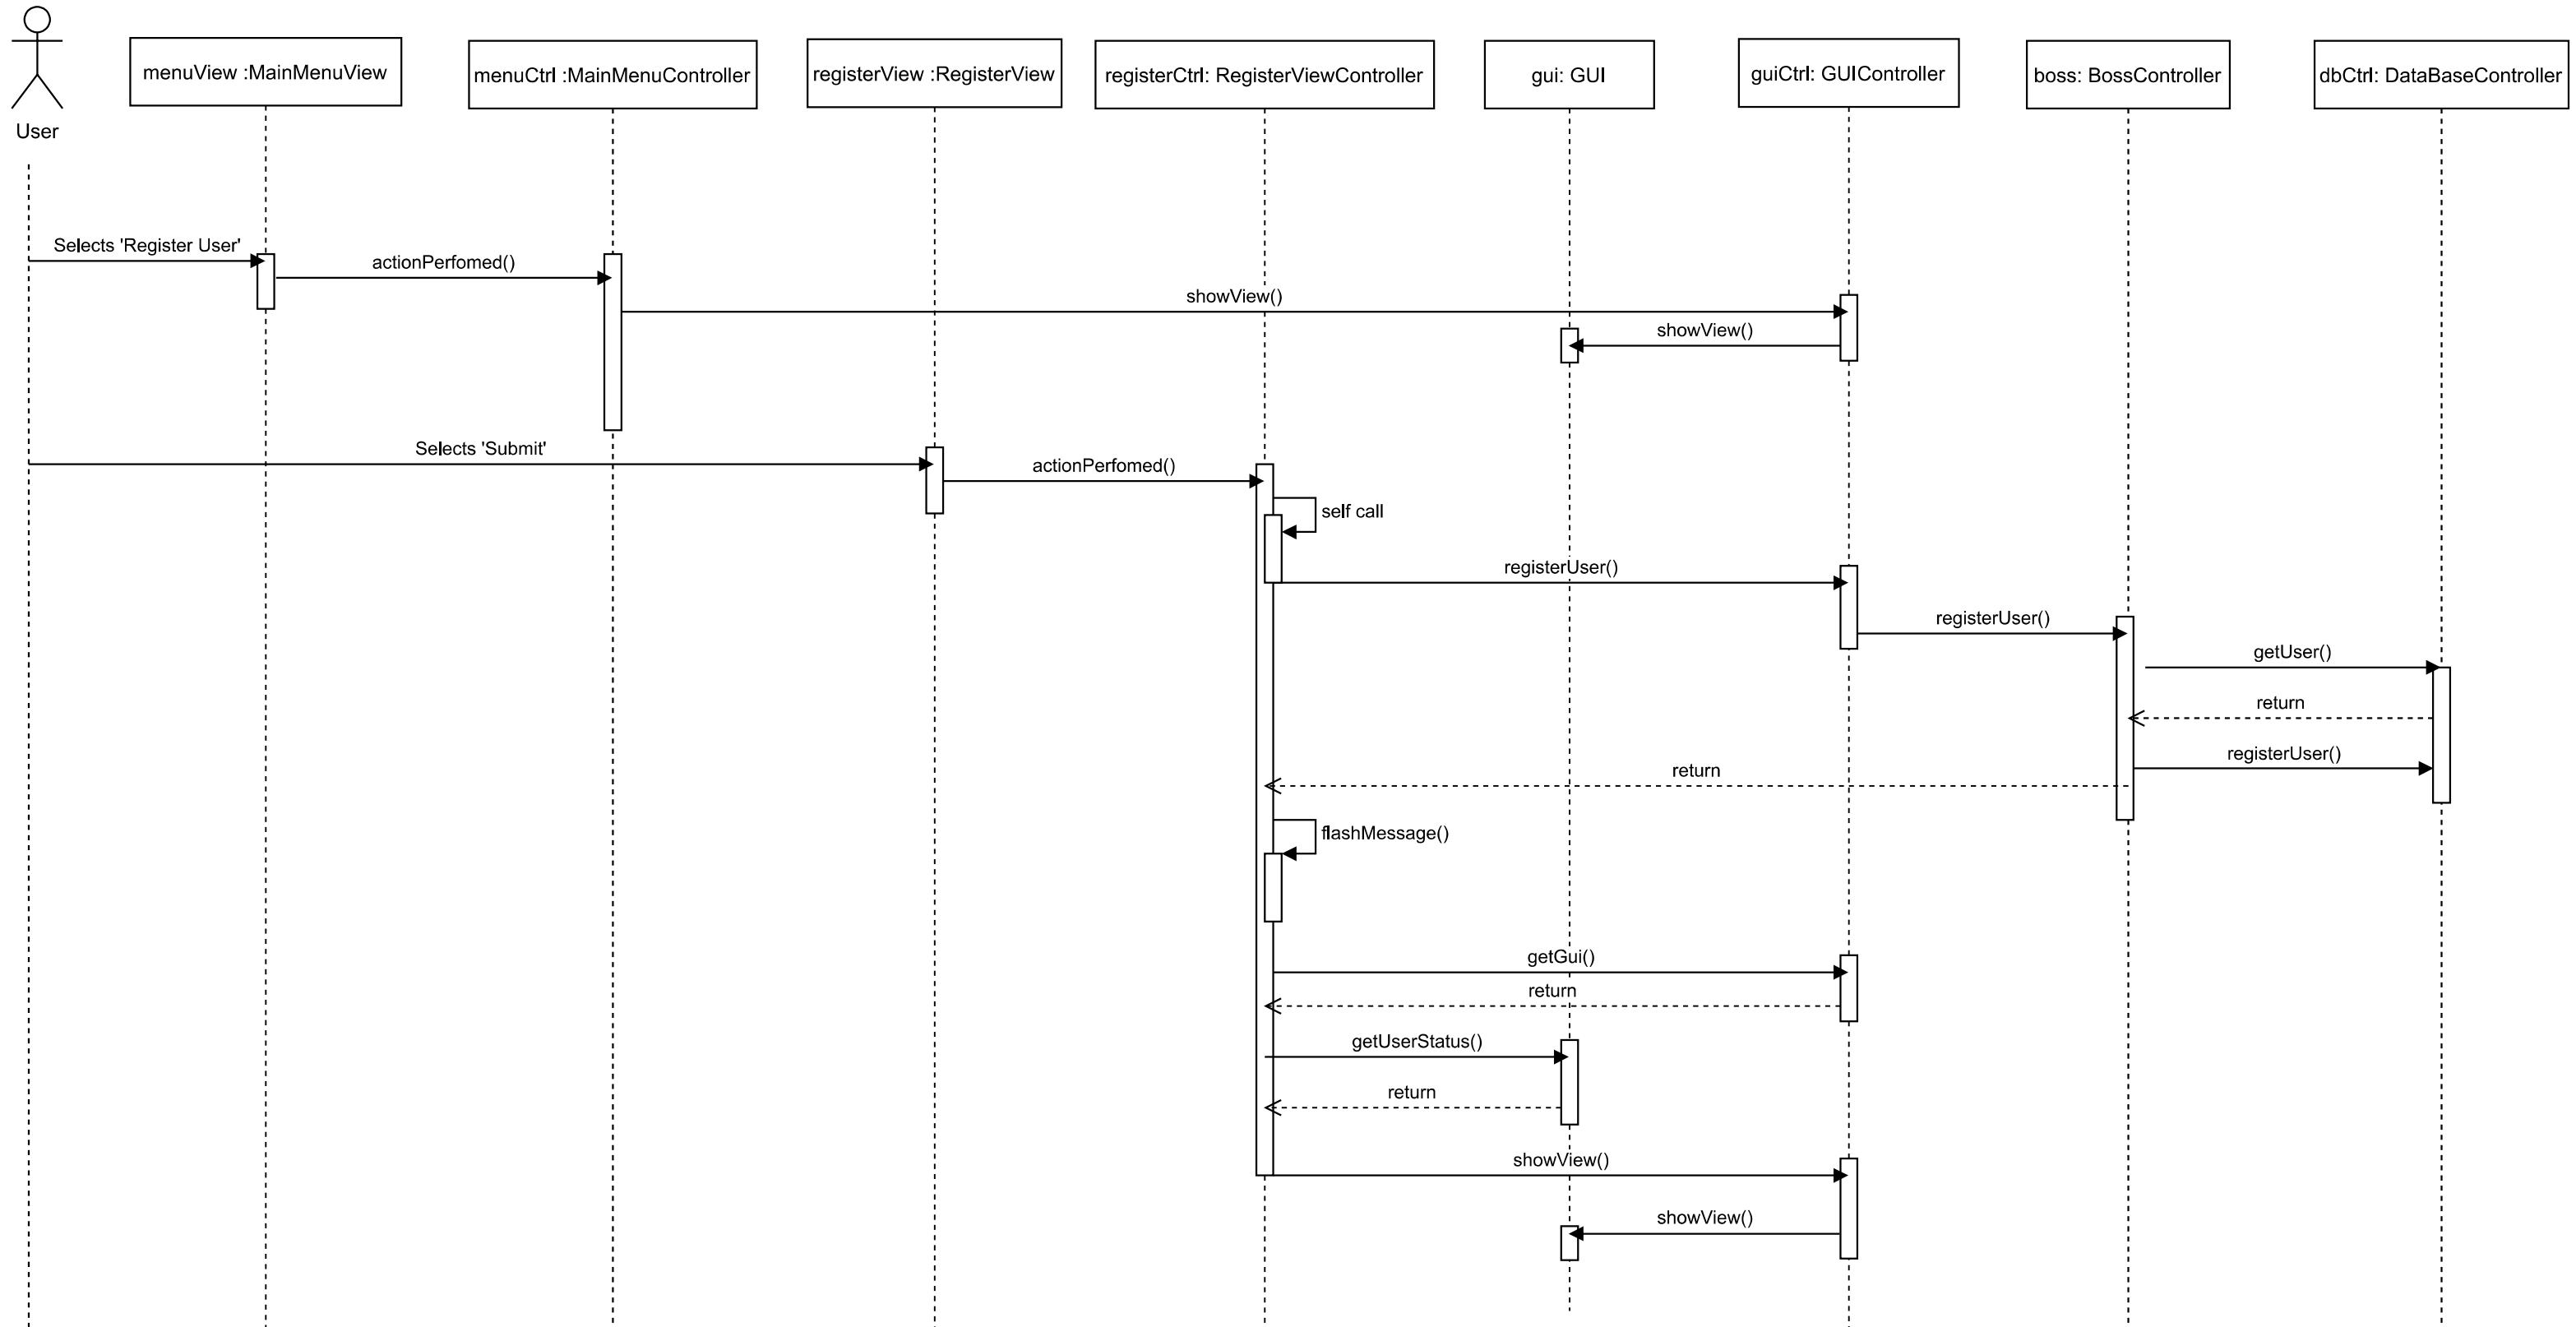 menuView :MainMenuView
menuCtrl :MainMenuController
registerView :RegisterView
registerCtrl: RegisterViewController
gui: GUI
guiCtrl: GUIController
boss: BossController
dbCtrl: DataBaseController
User
Selects 'Register User'
actionPerfomed()
showView()
showView()
Selects 'Submit'
actionPerfomed()
self call
registerUser()
registerUser()
getUser()
return
registerUser()
return
flashMessage()
getGui()
return
getUserStatus()
return
showView()
showView()